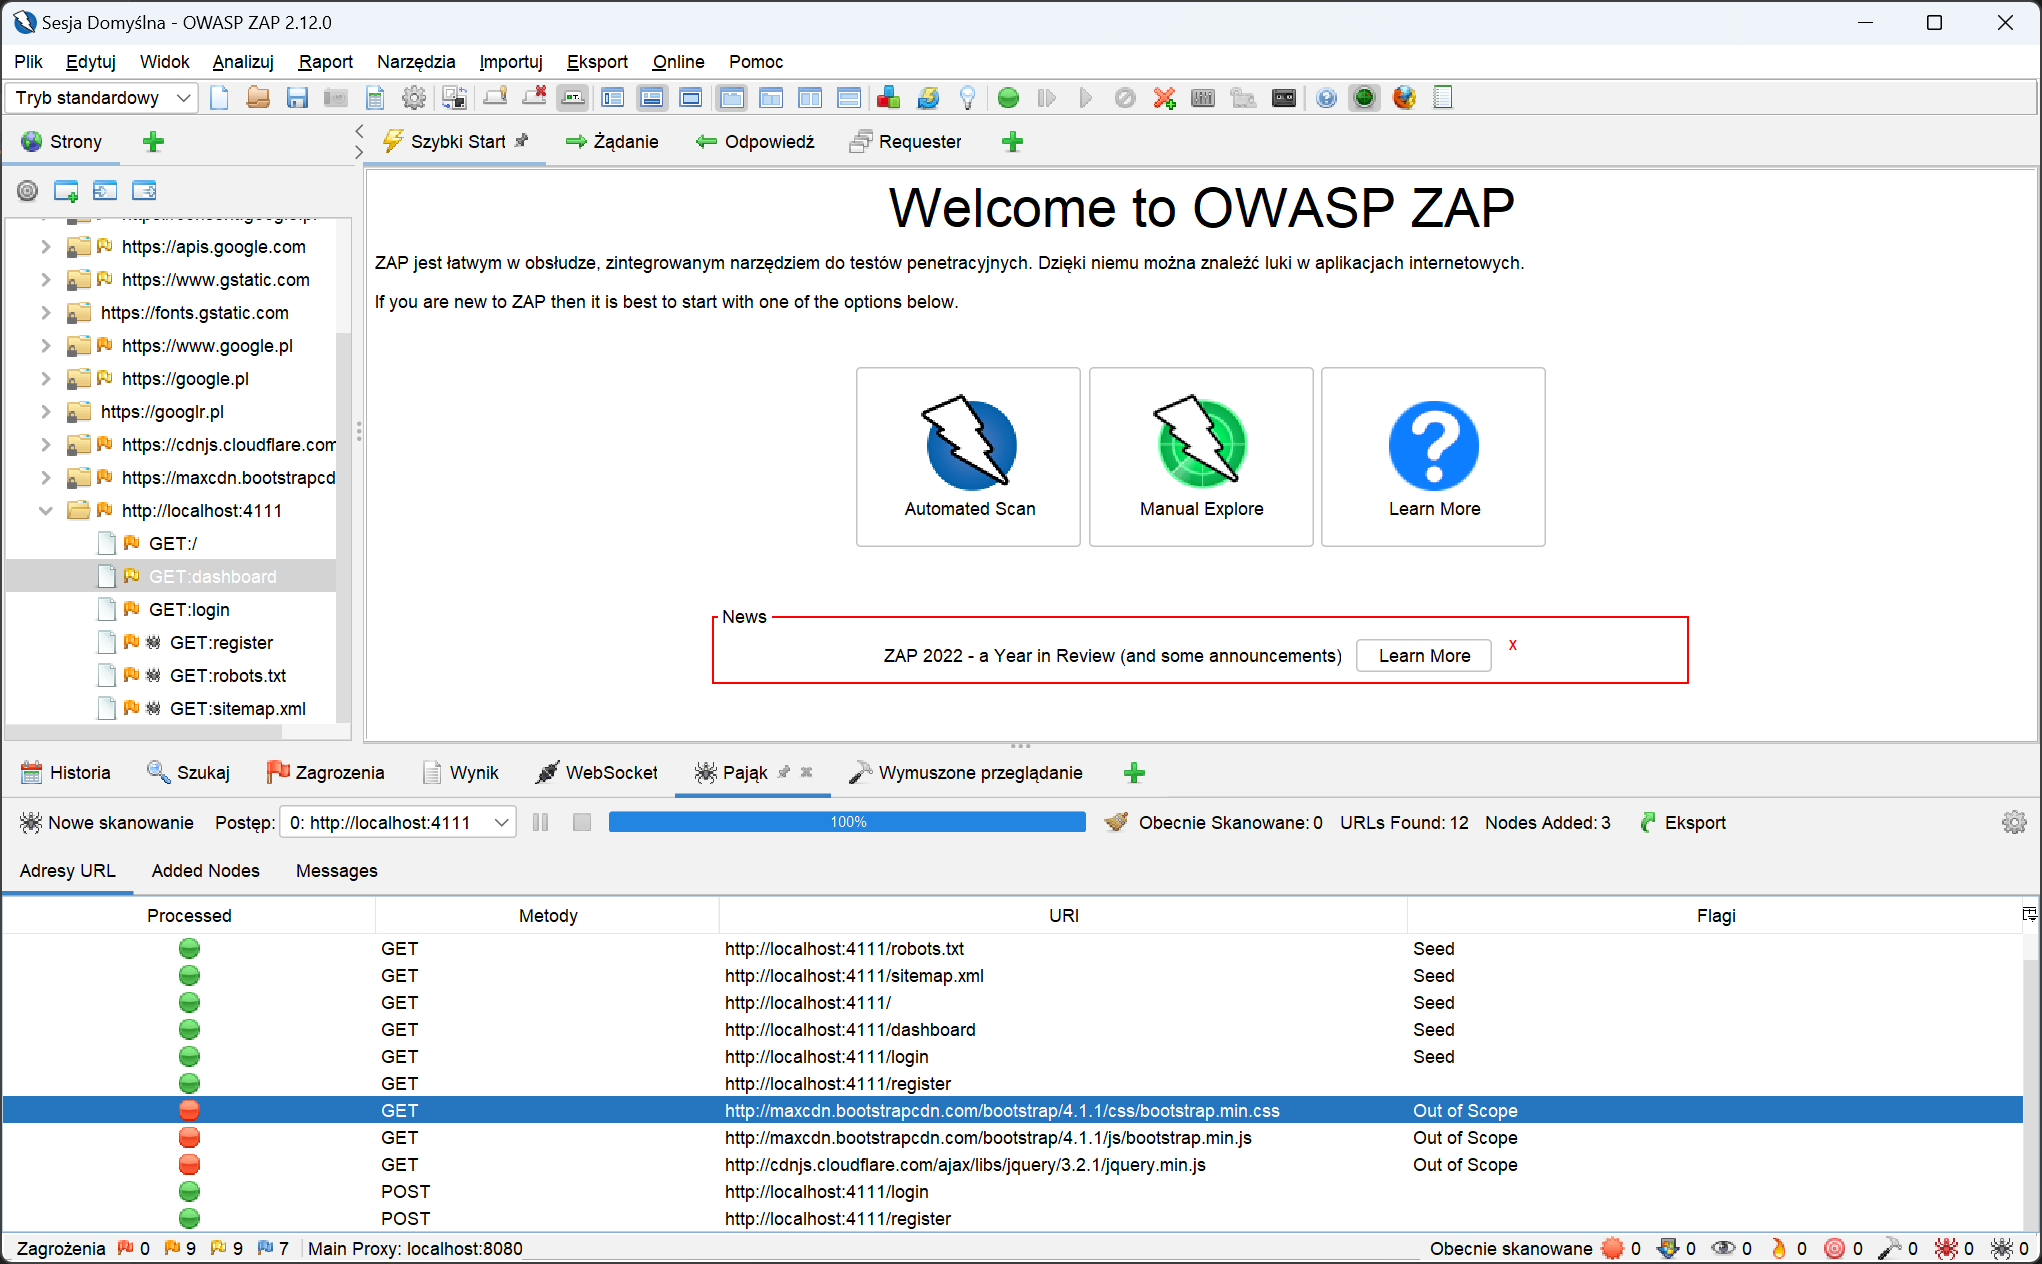 Sesja Domyślna - OWASP ZAP 2.12.0
Plik Edytuj Widok Analizuj Raport Narzędzia Importuj Eksport Online Pomoc
Tryb standardowy
Strony
Szybki Start Żądanie Odpowiedź Requester
https://apis.google.com
https://www.gstatic.com
https://fonts.gstatic.com
https://www.google.pl
https://google.pl
https://googlr.pl
https://cdnjs.cloudflare.com
https://maxcdn.bootstrapcd
http://localhost:4111
GET:/
GET:dashboard
GET:login
GET:register
GET:robots.txt
GET:sitemap.xml
Welcome to OWASP ZAP
ZAP jest łatwym w obsłudze, zintegrowanym narzędziem do testów penetracyjnych. Dzięki niemu można znaleźć luki w aplikacjach internetowych.
If you are new to ZAP then it is best to start with one of the options below.
Automated Scan
Manual Explore
Learn More
News
ZAP 2022 - a Year in Review (and some announcements) Learn More X
Historia Szukaj Zagrozenia Wynik WebSocket Pająk Wymuszone przeglądanie
Nowe skanowanie Postęp: 0: http://localhost:4111 100% Obecnie Skanowane: 0 URLs Found: 12 Nodes Added: 3 Eksport
Adresy URL Added Nodes Messages
Processed Metody URI Flagi
GET http://localhost:4111/robots.txt Seed
GET http://localhost:4111/sitemap.xml Seed
GET http://localhost:4111/ Seed
GET http://localhost:4111/dashboard Seed
GET http://localhost:4111/login Seed
GET http://localhost:4111/register
GET http://maxcdn.bootstrapcdn.com/bootstrap/4.1.1/css/bootstrap.min.css Out of Scope
GET http://maxcdn.bootstrapcdn.com/bootstrap/4.1.1/js/bootstrap.min.js Out of Scope
GET http://cdnjs.cloudflare.com/ajax/libs/jquery/3.2.1/jquery.min.js Out of Scope
POST http://localhost:4111/login
POST http://localhost:4111/register
Zagrożenia 0 9 9 7 Main Proxy: localhost:8080 Obecnie skanowane 0 0 0 0 0 0 0 0